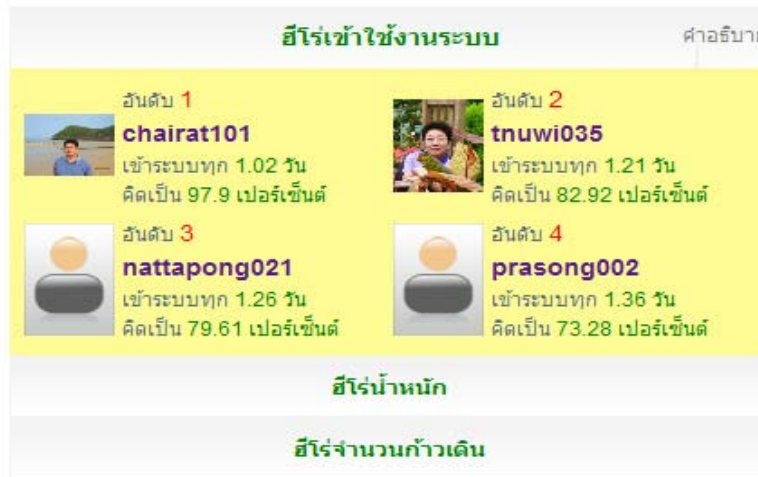 ฮีโร่เข้าใช้งานระบบ
อันดับ 1
chairat101
เข้าระบบทุก 1.02 วัน
คิดเป็น 97.9 เปอร์เซ็นต์
อันดับ 2
tnuwi035
เข้าระบบทุก 1.21 วัน
คิดเป็น 82.92 เปอร์เซ็นต์
อันดับ 3
nattapong021
เข้าระบบทุก 1.26 วัน
คิดเป็น 79.61 เปอร์เซ็นต์
อันดับ 4
prasong002
เข้าระบบทุก 1.36 วัน
คิดเป็น 73.28 เปอร์เซ็นต์
ฮีโร่น้ำหนัก
ฮีโร่จำนวนก้าวเดิน